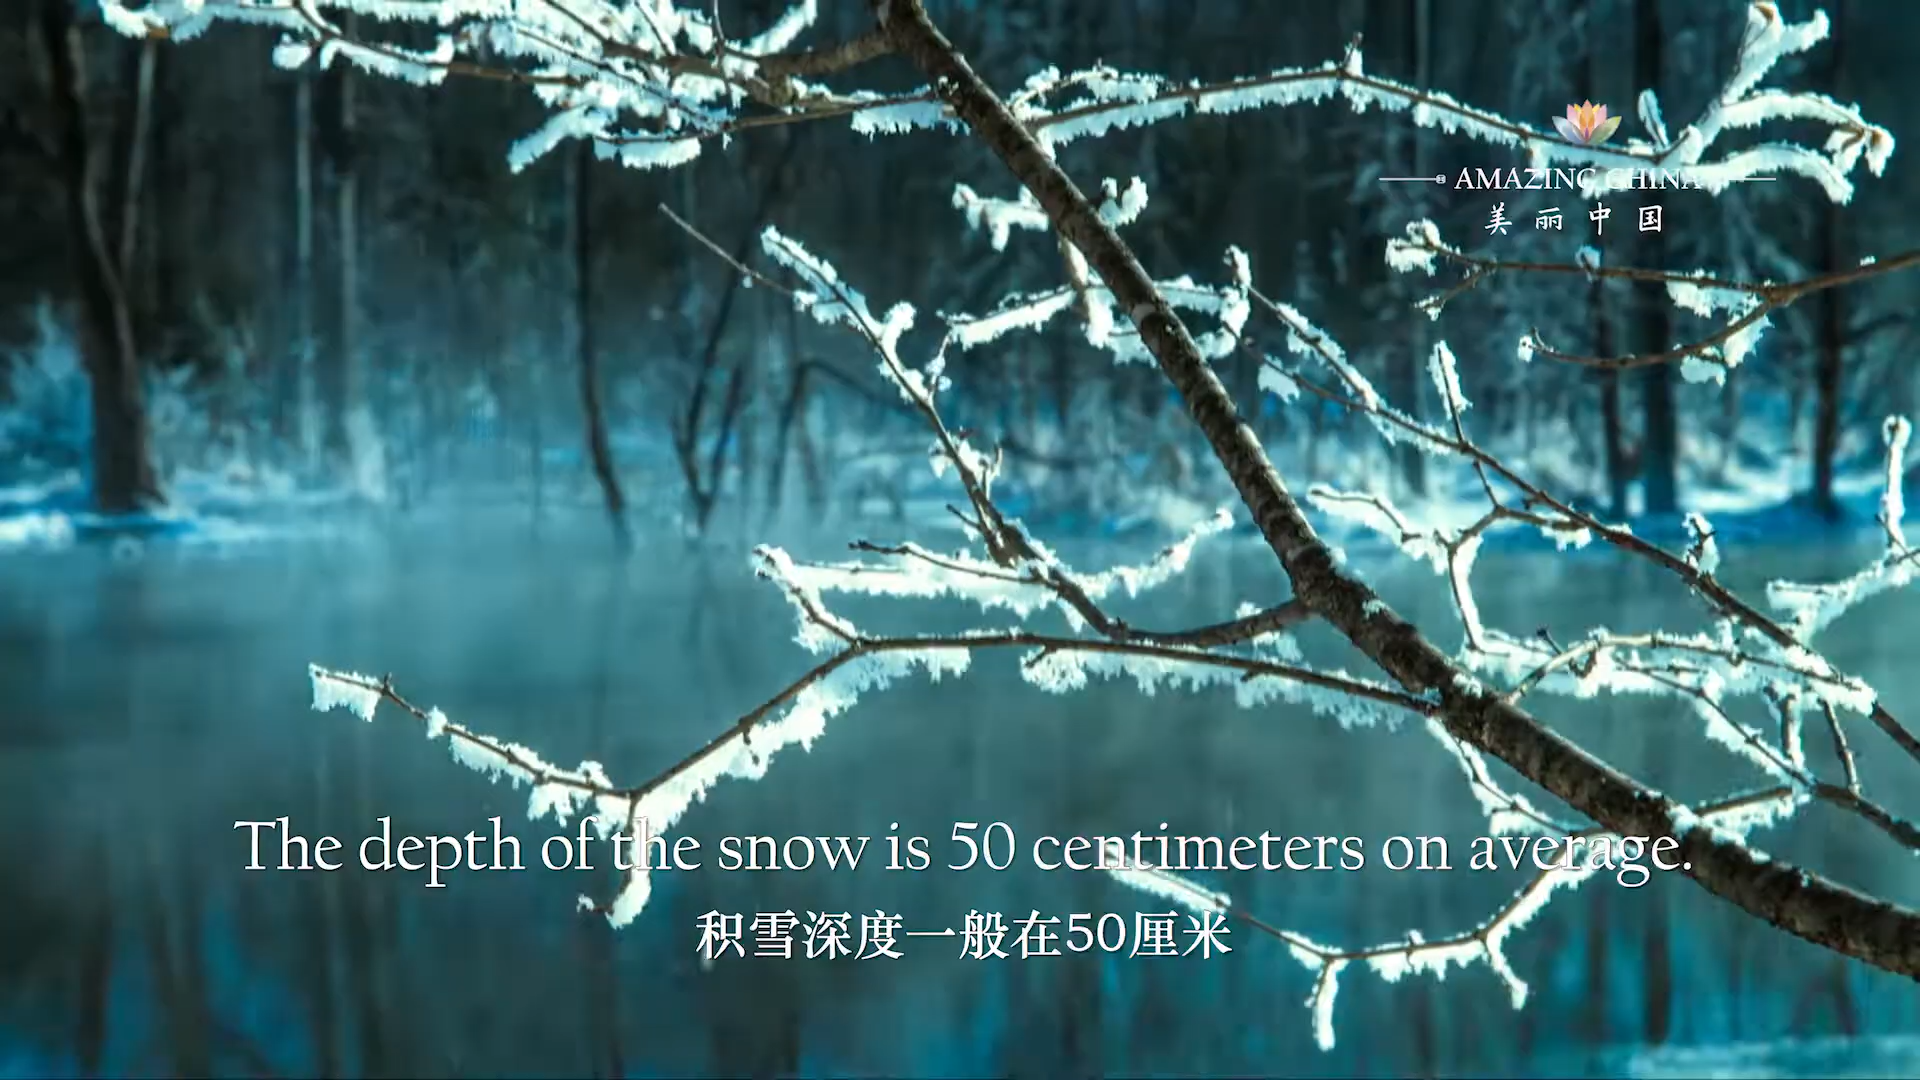 AMAZING CHINA
美丽中国
The depth of the snow is 50 centimeters on average.
积雪深度一般在50厘米